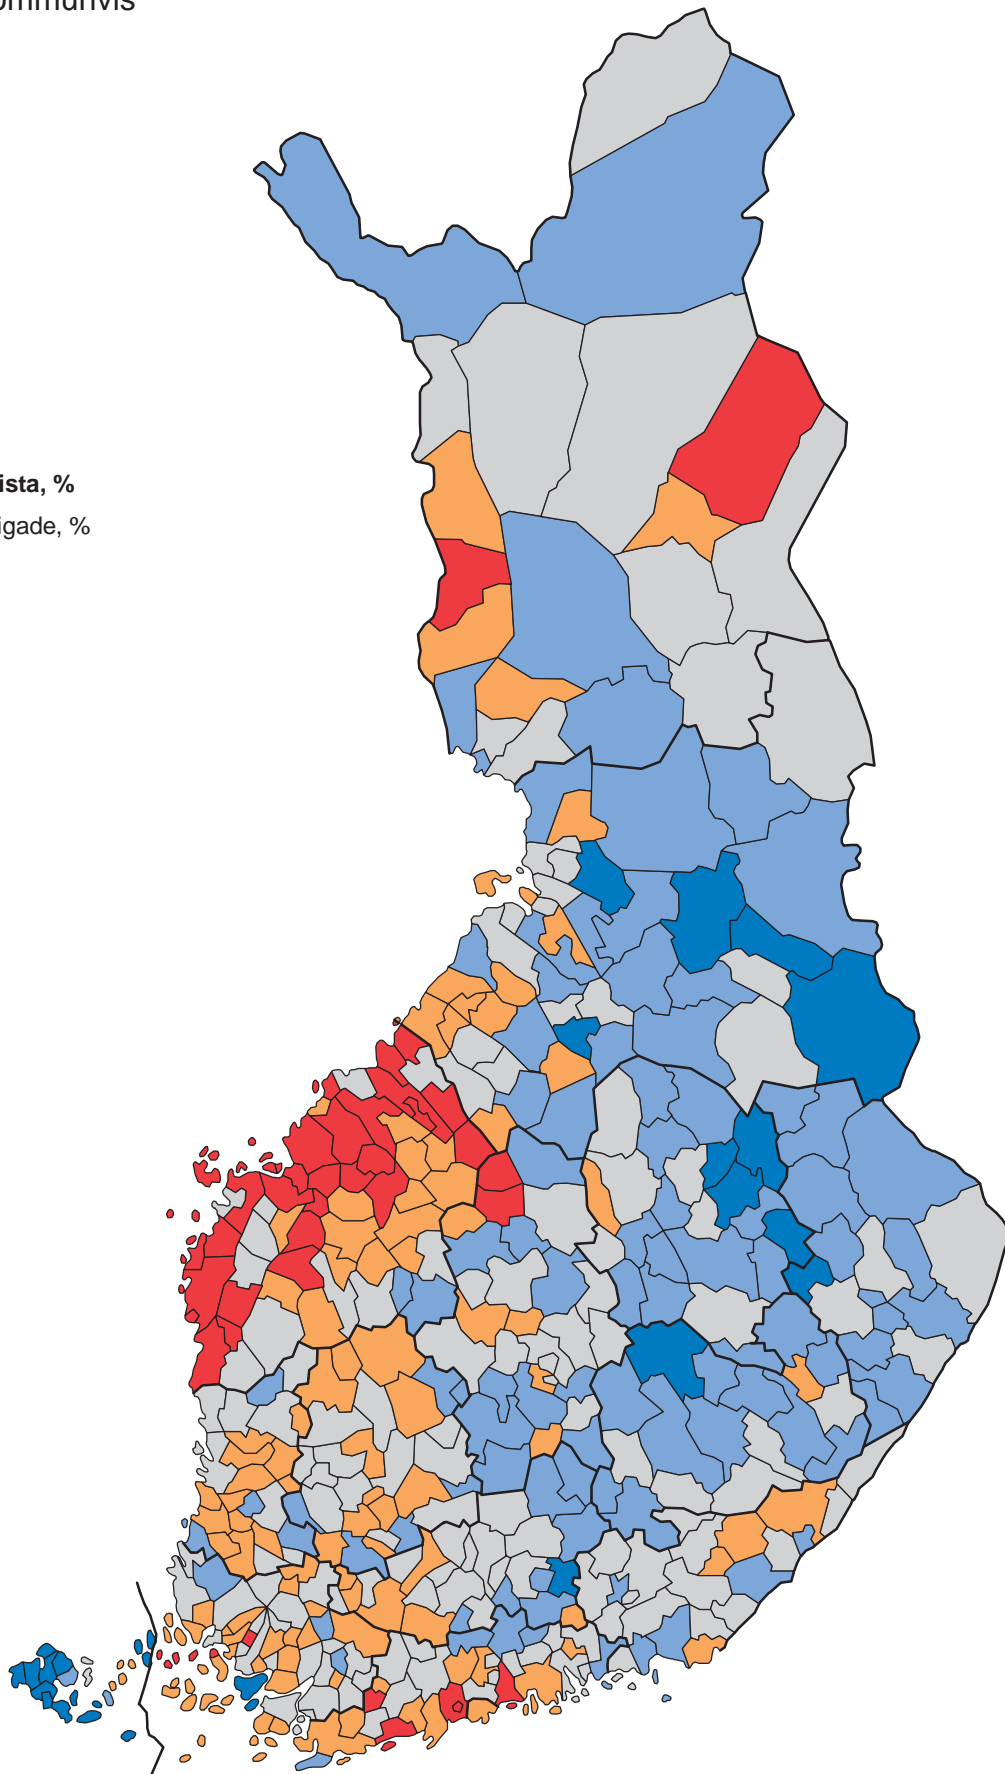 ommunvis
ista, %
igade, %